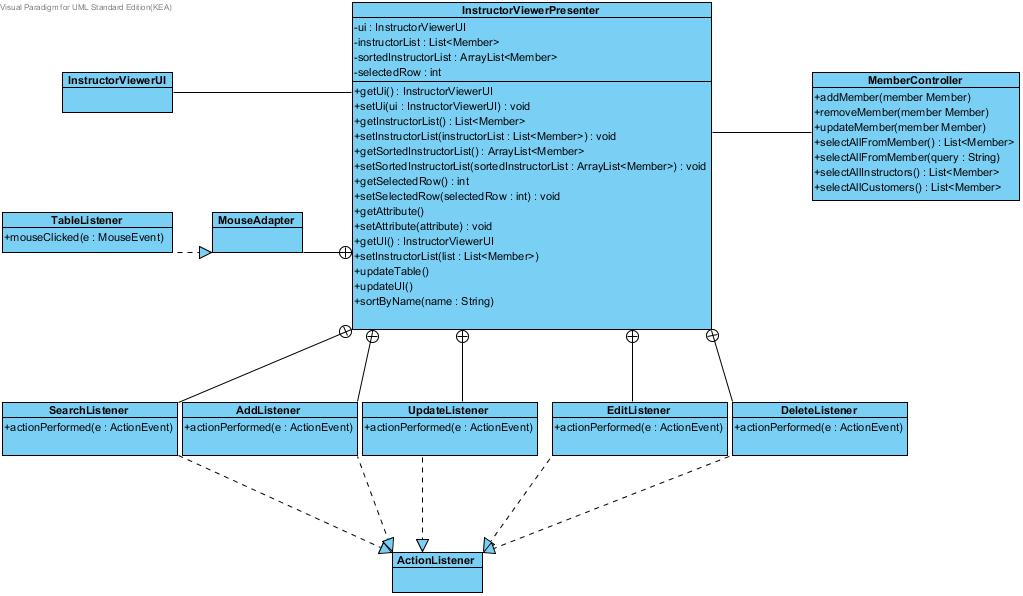 Visual Paradigm for UML Standard Edition(KEA)
InstructorViewerPresenter
-ui : InstructorViewerUI
-instructorList : List<Member>
-sortedInstructorList : ArrayList<Member>
-selectedRow : int
+getUi() : InstructorViewerUI
+setUi(ui : InstructorViewerUI) : void
+getInstructorList() : List<Member>
+setInstructorList(instructorList : List<Member>) : void
+getSortedInstructorList() : ArrayList<Member>
+setSortedInstructorList(sortedInstructorList : ArrayList<Member>) : void
+getSelectedRow() : int
+setSelectedRow(selectedRow : int) : void
+getAttribute()
+setAttribute(attribute) : void
+getUI() : InstructorViewerUI
+setInstructorList(list : List<Member>)
+updateTable()
+updateUI()
+sortByName(name : String)
InstructorViewerUI
MemberController
+addMember(member Member)
+removeMember(member Member)
+updateMember(member Member)
+selectAllFromMember() : List<Member>
+selectAllFromMember(query : String)
+selectAllInstructors() : List<Member>
+selectAllCustomers() : List<Member>
TableListener
+mouseClicked(e : MouseEvent)
MouseAdapter
SearchListener
+actionPerformed(e : ActionEvent)
AddListener
+actionPerformed(e : ActionEvent)
UpdateListener
+actionPerformed(e : ActionEvent)
EditListener
+actionPerformed(e : ActionEvent)
DeleteListener
+actionPerformed(e : ActionEvent)
ActionListener